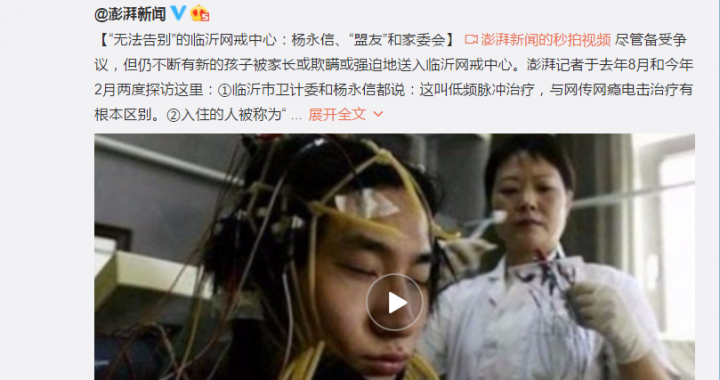 @澎湃新闻
【“无法告别”的临沂网戒中心：杨永信、“盟友”和家委会】 澎湃新闻的秒拍视频 尽管备受争
议，但仍不断有新的孩子被家长或欺瞒或强迫地送入临沂网戒中心。澎湃记者于去年8月和今年
2月两度探访这里：①临沂市卫计委和杨永信都说：这叫低频脉冲治疗，与网传网瘾电击治疗有
根本区别。②入住的人被称为“ ... 展开全文